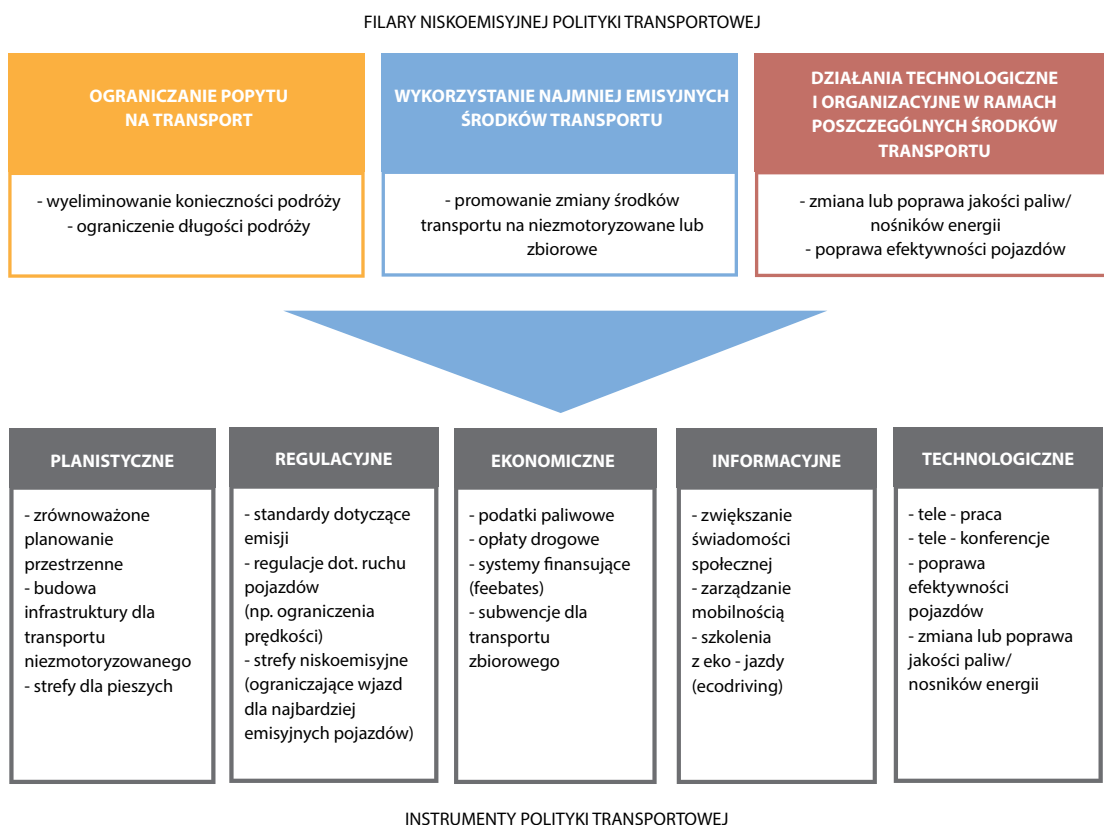 FILARY NISKOEMISYJNEJ POLITYKI TRANSPORTOWEJ
OGRANICZANIE POPYTU
NA TRANSPORT
- wyeliminowanie konieczności podróży
- ograniczenie długości podróży
WYKORZYSTANIE NAJMNIEJ EMISYJNYCH
ŚRODKÓW TRANSPORTU
- promowanie zmiany środków
transportu na niezmotoryzowane lub
zbiorowe
DZIAŁANIA TECHNOLOGICZNE
I ORGANIZACYJNE W RAMACH
POSZCZEGÓLNYCH ŚRODKÓW
TRANSPORTU
- zmiana lub poprawa jakości paliw/
nośników energii
- poprawa efektywności pojazdów
PLANISTYCZNE
- zrównoważone
planowanie
przestrzenne
- budowa
infrastruktury dla
transportu
niezmotoryzowanego
- strefy dla pieszych
REGULACYJNE
- standardy dotyczące
emisji
- regulacje dot. ruchu
pojazdów
(np. ograniczenia
prędkości)
- strefy niskoemisyjne
(ograniczające wjazd
dla najbardziej
emisyjnych pojazdów)
EKONOMICZNE
- podatki paliwowe
- opłaty drogowe
- systemy finansujące
(feebates)
- subwencje dla
transportu
zbiorowego
INFORMACYJNE
- zwiększanie
świadomości
społecznej
- zarządzanie
mobilnością
- szkolenia
z eko - jazdy
(ecodriving)
TECHNOLOGICZNE
- tele - praca
- tele - konferencje
- poprawa
efektywności
pojazdów
- zmiana lub poprawa
jakości paliw/
nosników energii
INSTRUMENTY POLITYKI TRANSPORTOWEJ